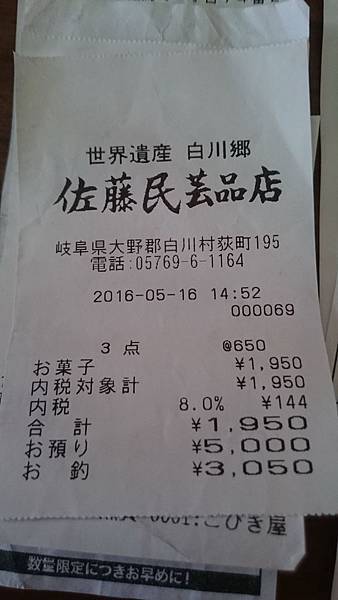 世界遺産 白川郷
佐藤民芸品店
岐阜県大野郡白川村荻町195
電話:05769-6-1164
2016-05-16 14:52
000069
3 点 @650
お菓子 ¥1,950
内税対象計 ¥1,950
内税 8.0% ¥144
合 計 ¥1,950
お預り ¥5,000
お 釣 ¥3,050
0001:こびき屋
数量限定につきお早めに!